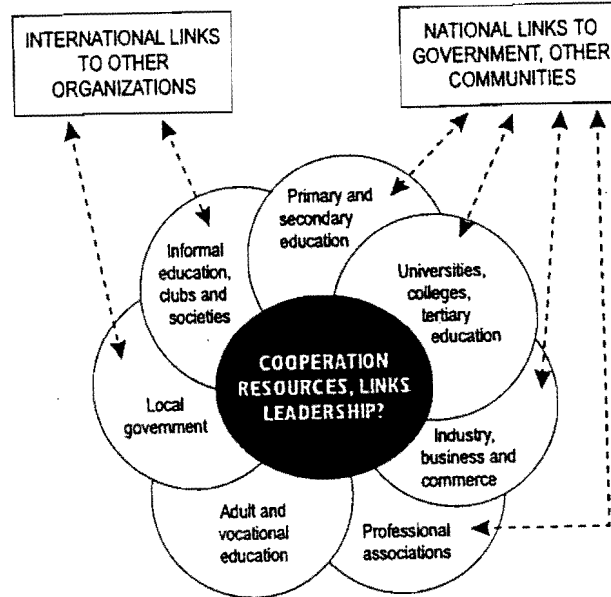 INTERNATIONAL LINKS
TO OTHER
ORGANIZATIONS
NATIONAL LINKS TO
GOVERNMENT, OTHER
COMMUNITIES
Primary and
secondary
education
Informal
education,
clubs and
societies
Universities,
colleges,
tertiary
education
COOPERATION
RESOURCES, LINKS
LEADERSHIP?
Local
government
Industry,
business and
commerce
Adult and
vocational
education
Professional
associations